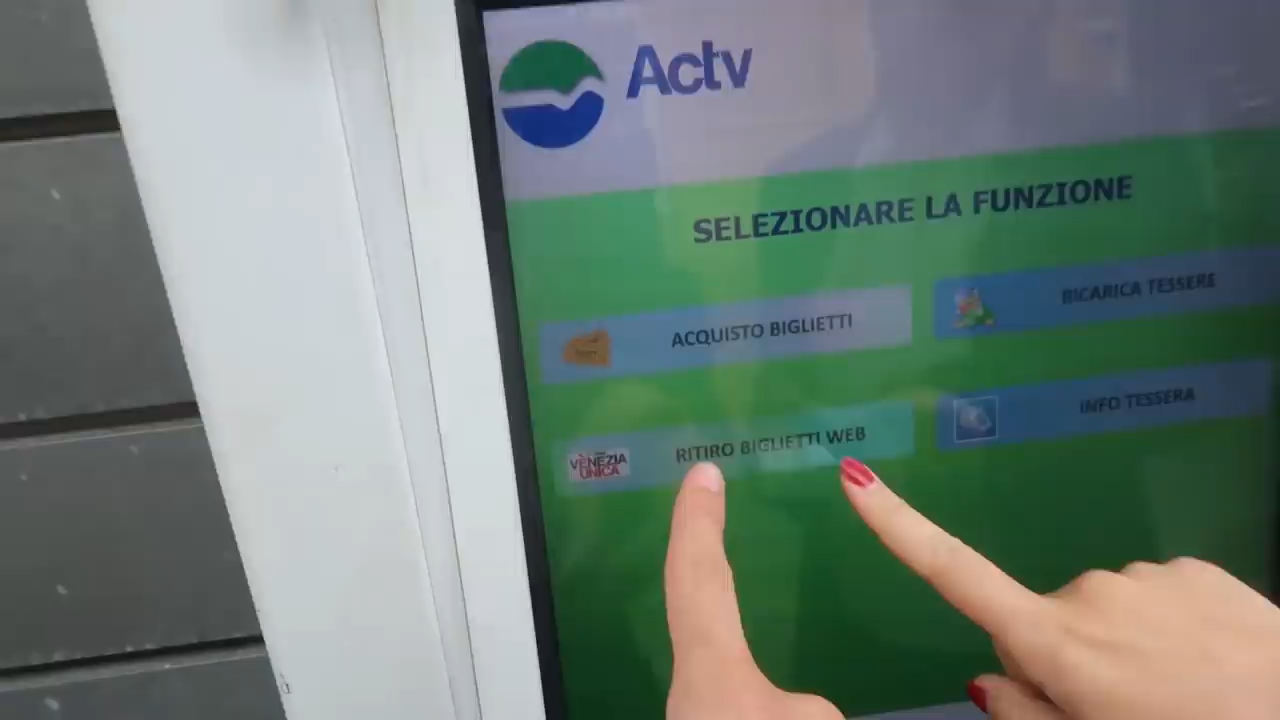 Actv
SELEZIONARE LA FUNZIONE
ACQUISTO BIGLIETTI
RICARICA TESSERE
RITIRO BIGLIETTI WEB
INFO TESSERA
VENEZIA
UNICA